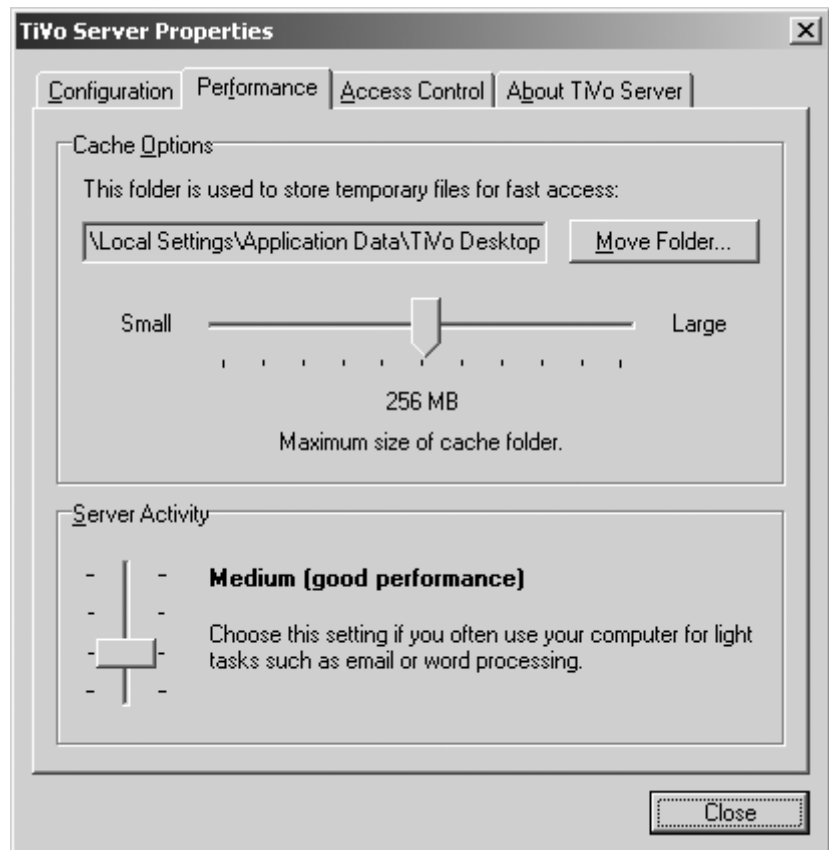 TiVo Server Properties
Configuration Performance Access Control About TiVo Server
Cache Options
This folder is used to store temporary files for fast access:
\Local Settings\Application Data\TiVo Desktop Move Folder...
Small Large
256 MB
Maximum size of cache folder.
Server Activity
Medium (good performance)
Choose this setting if you often use your computer for light
tasks such as email or word processing.
Close